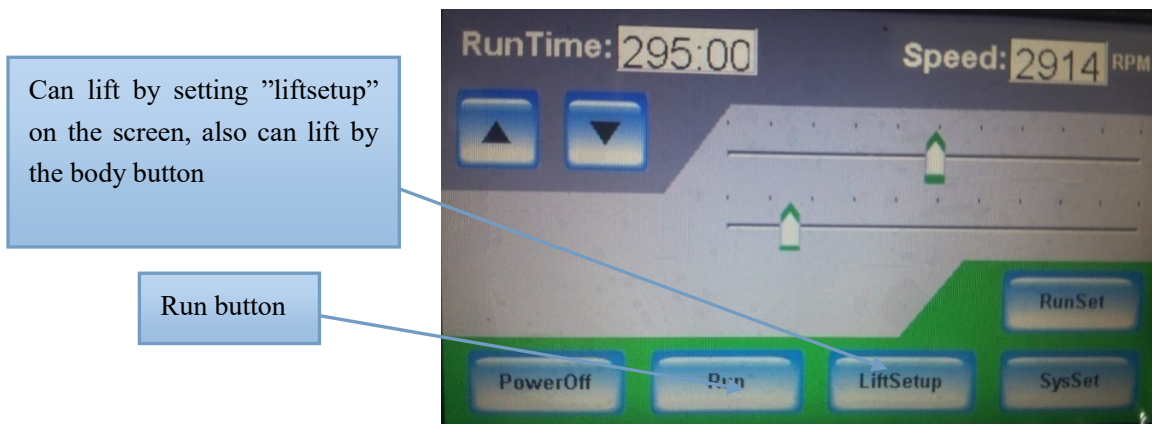 Can lift by setting ”liftsetup”
on the screen, also can lift by
the body button
Run button
RunTime: 295:00
Speed: 2914 RPM
RunSet
PowerOff
Run
LiftSetup
SysSet